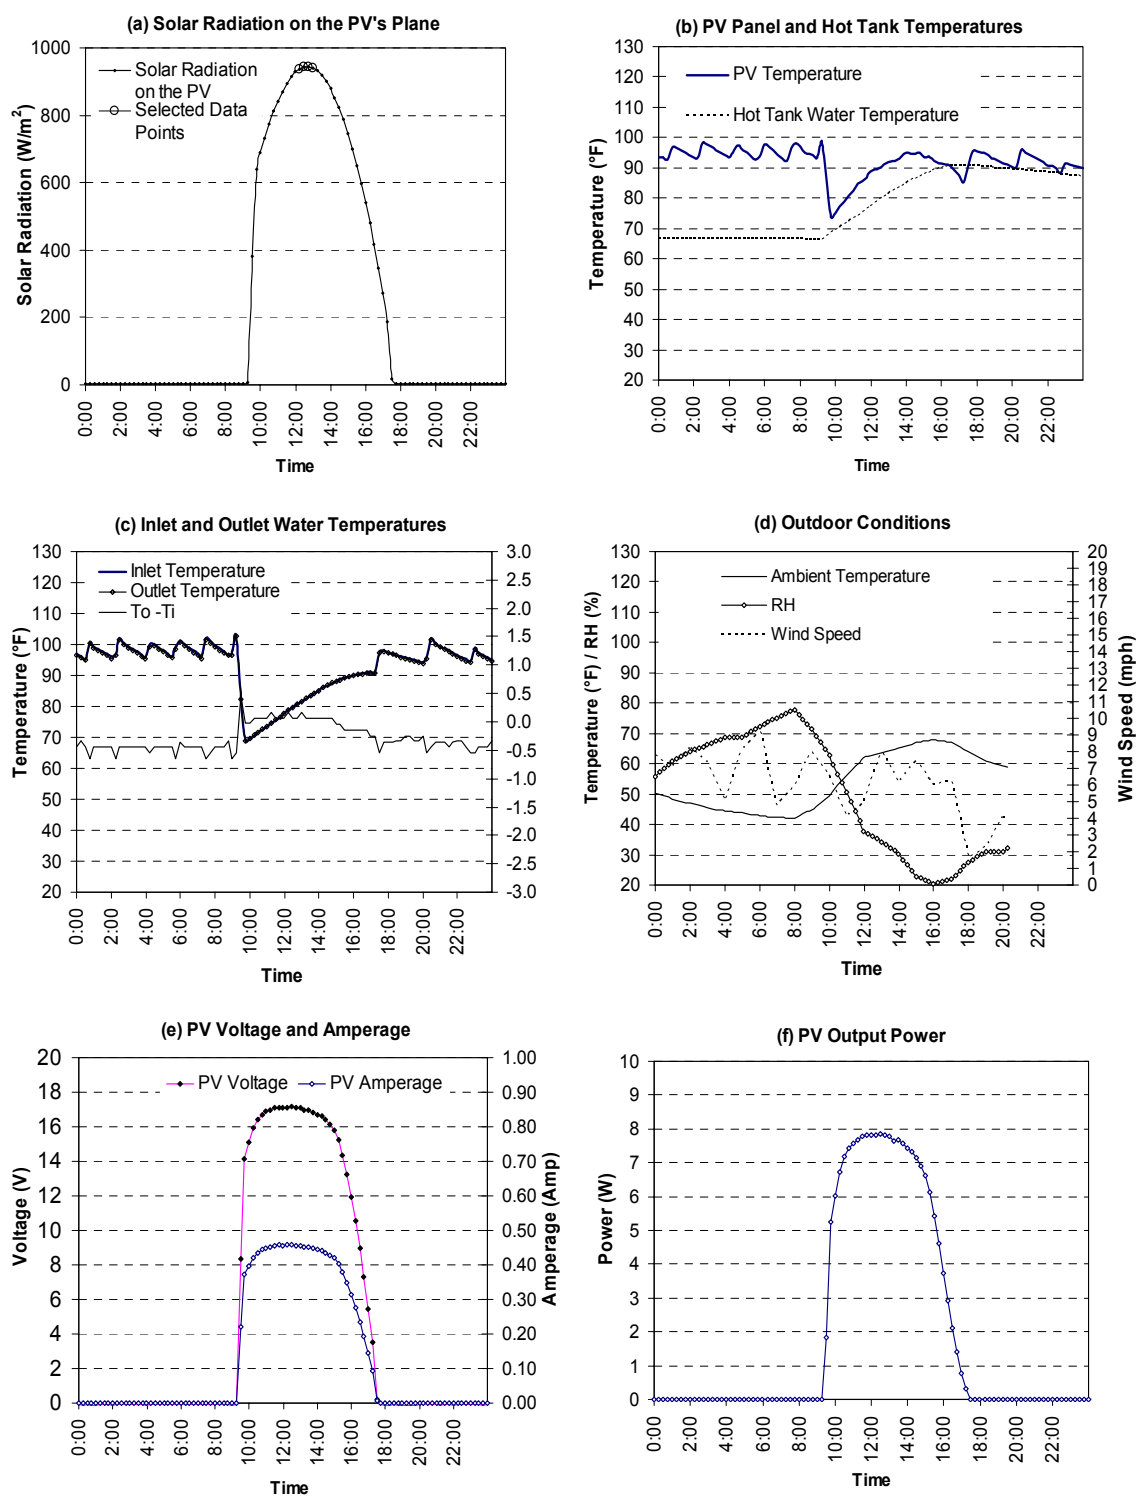 (a) Solar Radiation on the PV's Plane
Solar Radiation (W/m²)
1000
800
600
400
200
0
Solar Radiation
on the PV
Selected Data
Points
0:00 2:00 4:00 6:00 8:00 10:00 12:00 14:00 16:00 18:00 20:00 22:00
Time
(b) PV Panel and Hot Tank Temperatures
Temperature (°F)
130
120
110
100
90
80
70
60
50
40
30
20
PV Temperature
Hot Tank Water Temperature
0:00 2:00 4:00 6:00 8:00 10:00 12:00 14:00 16:00 18:00 20:00 22:00
Time
(c) Inlet and Outlet Water Temperatures
Temperature (°F)
130
120
110
100
90
80
70
60
50
40
30
20
Inlet Temperature
Outlet Temperature
To -Ti
3.0
2.5
2.0
1.5
1.0
0.5
0.0
-0.5
-1.0
-1.5
-2.0
-2.5
-3.0
0:00 2:00 4:00 6:00 8:00 10:00 12:00 14:00 16:00 18:00 20:00 22:00
Time
(d) Outdoor Conditions
Temperature (°F) / RH (%)
130
120
110
100
90
80
70
60
50
40
30
20
Ambient Temperature
RH
Wind Speed
20
19
18
17
16
15
14
13
12
11
10
9
8
7
6
5
4
3
2
1
0
Wind Speed (mph)
0:00 2:00 4:00 6:00 8:00 10:00 12:00 14:00 16:00 18:00 20:00 22:00
Time
(e) PV Voltage and Amperage
Voltage (V)
20
18
16
14
12
10
8
6
4
2
0
PV Voltage
PV Amperage
1.00
0.90
0.80
0.70
0.60
0.50
0.40
0.30
0.20
0.10
0.00
Amperage (Amp)
0:00 2:00 4:00 6:00 8:00 10:00 12:00 14:00 16:00 18:00 20:00 22:00
Time
(f) PV Output Power
Power (W)
10
9
8
7
6
5
4
3
2
1
0
0:00 2:00 4:00 6:00 8:00 10:00 12:00 14:00 16:00 18:00 20:00 22:00
Time